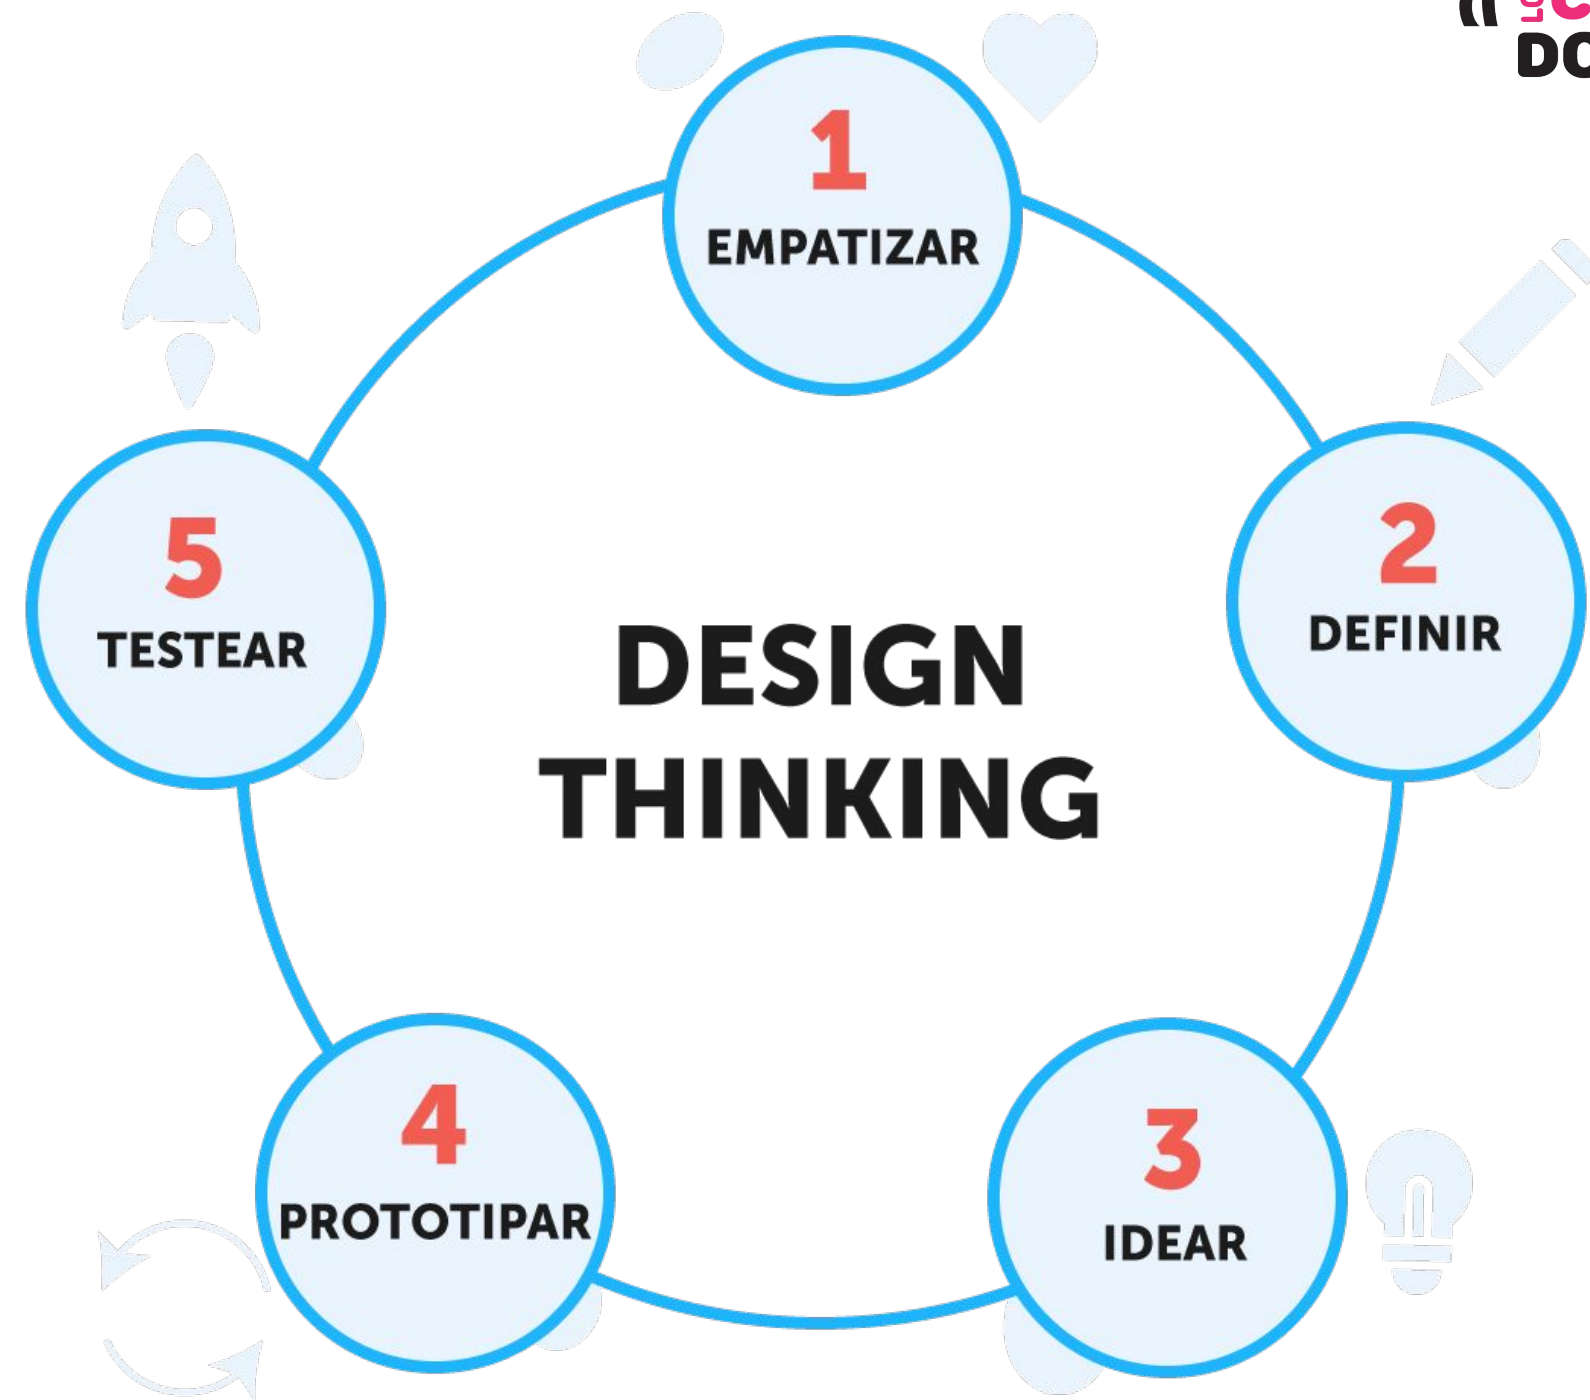 1
EMPATIZAR
2
DEFINIR
3
IDEAR
4
PROTOTIPAR
5
TESTEAR
DESIGN
THINKING